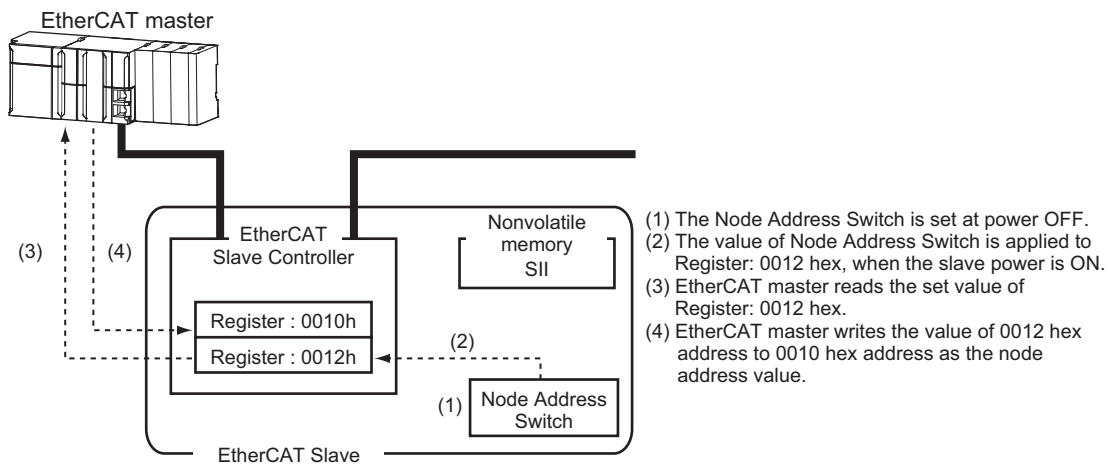 EtherCAT master
(3)
(4)
EtherCAT
Slave Controller
Register : 0010h
Register : 0012h
Nonvolatile
memory
SII
(2)
(1)
Node Address
Switch
EtherCAT Slave
(1) The Node Address Switch is set at power OFF.
(2) The value of Node Address Switch is applied to
Register: 0012 hex, when the slave power is ON.
(3) EtherCAT master reads the set value of
Register: 0012 hex.
(4) EtherCAT master writes the value of 0012 hex
address to 0010 hex address as the node
address value.